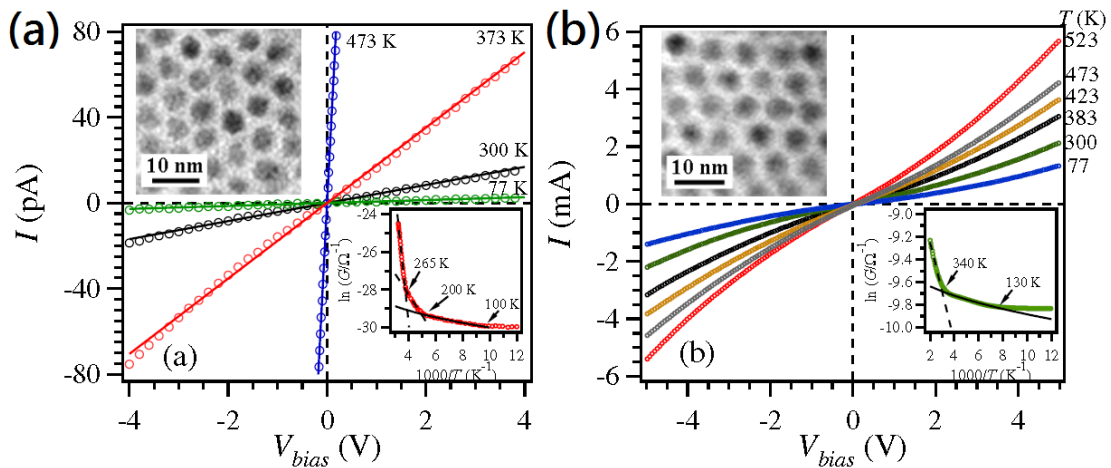 (a)
80
40
0
-40
-80
I (pA)
473 K
373 K
300 K
77 K
10 nm
-24
-26
-28
-30
ln (G/Ω⁻¹)
265 K
200 K
100 K
4 6 8 10 12
1000/T (K⁻¹)
(a)
-4 -2 0 2 4
V_bias (V)
(b)
6
4
2
0
-2
-4
-6
I (mA)
T (K)
523
473
423
383
300
77
10 nm
-9.0
-9.2
-9.4
-9.6
-9.8
-10.0
ln (G/Ω⁻¹)
340 K
130 K
2 4 6 8 10 12
1000/T (K⁻¹)
(b)
-4 -2 0 2 4
V_bias (V)